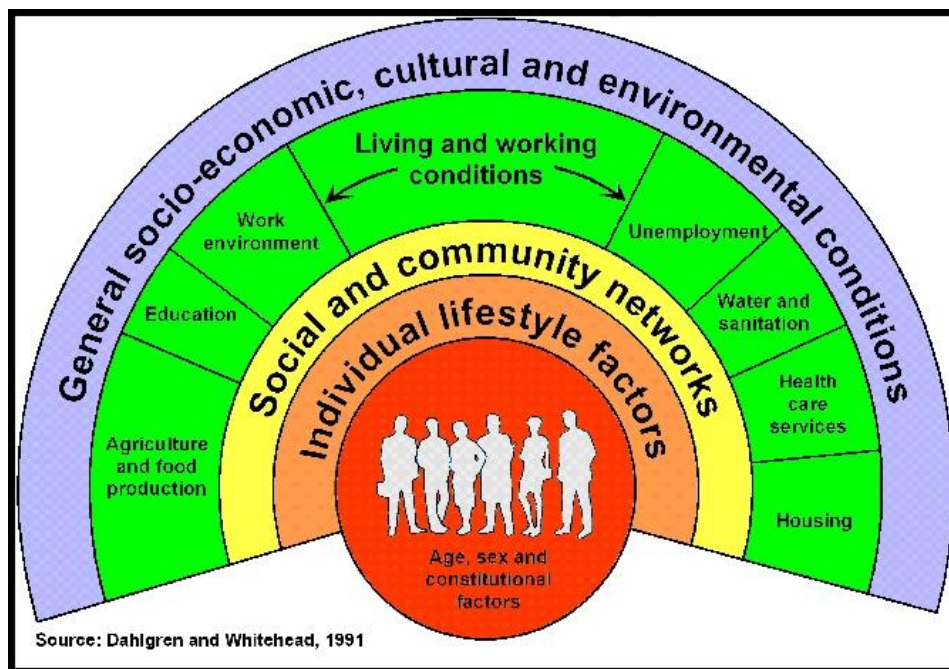 General socio-economic, cultural and environmental conditions
Living and working
conditions
Work
environment
Unemployment
Education
Water and
sanitation
Agriculture
and food
production
Health
care
services
Housing
Social and community networks
Individual lifestyle factors
Age, sex and
constitutional
factors
Source: Dahlgren and Whitehead, 1991